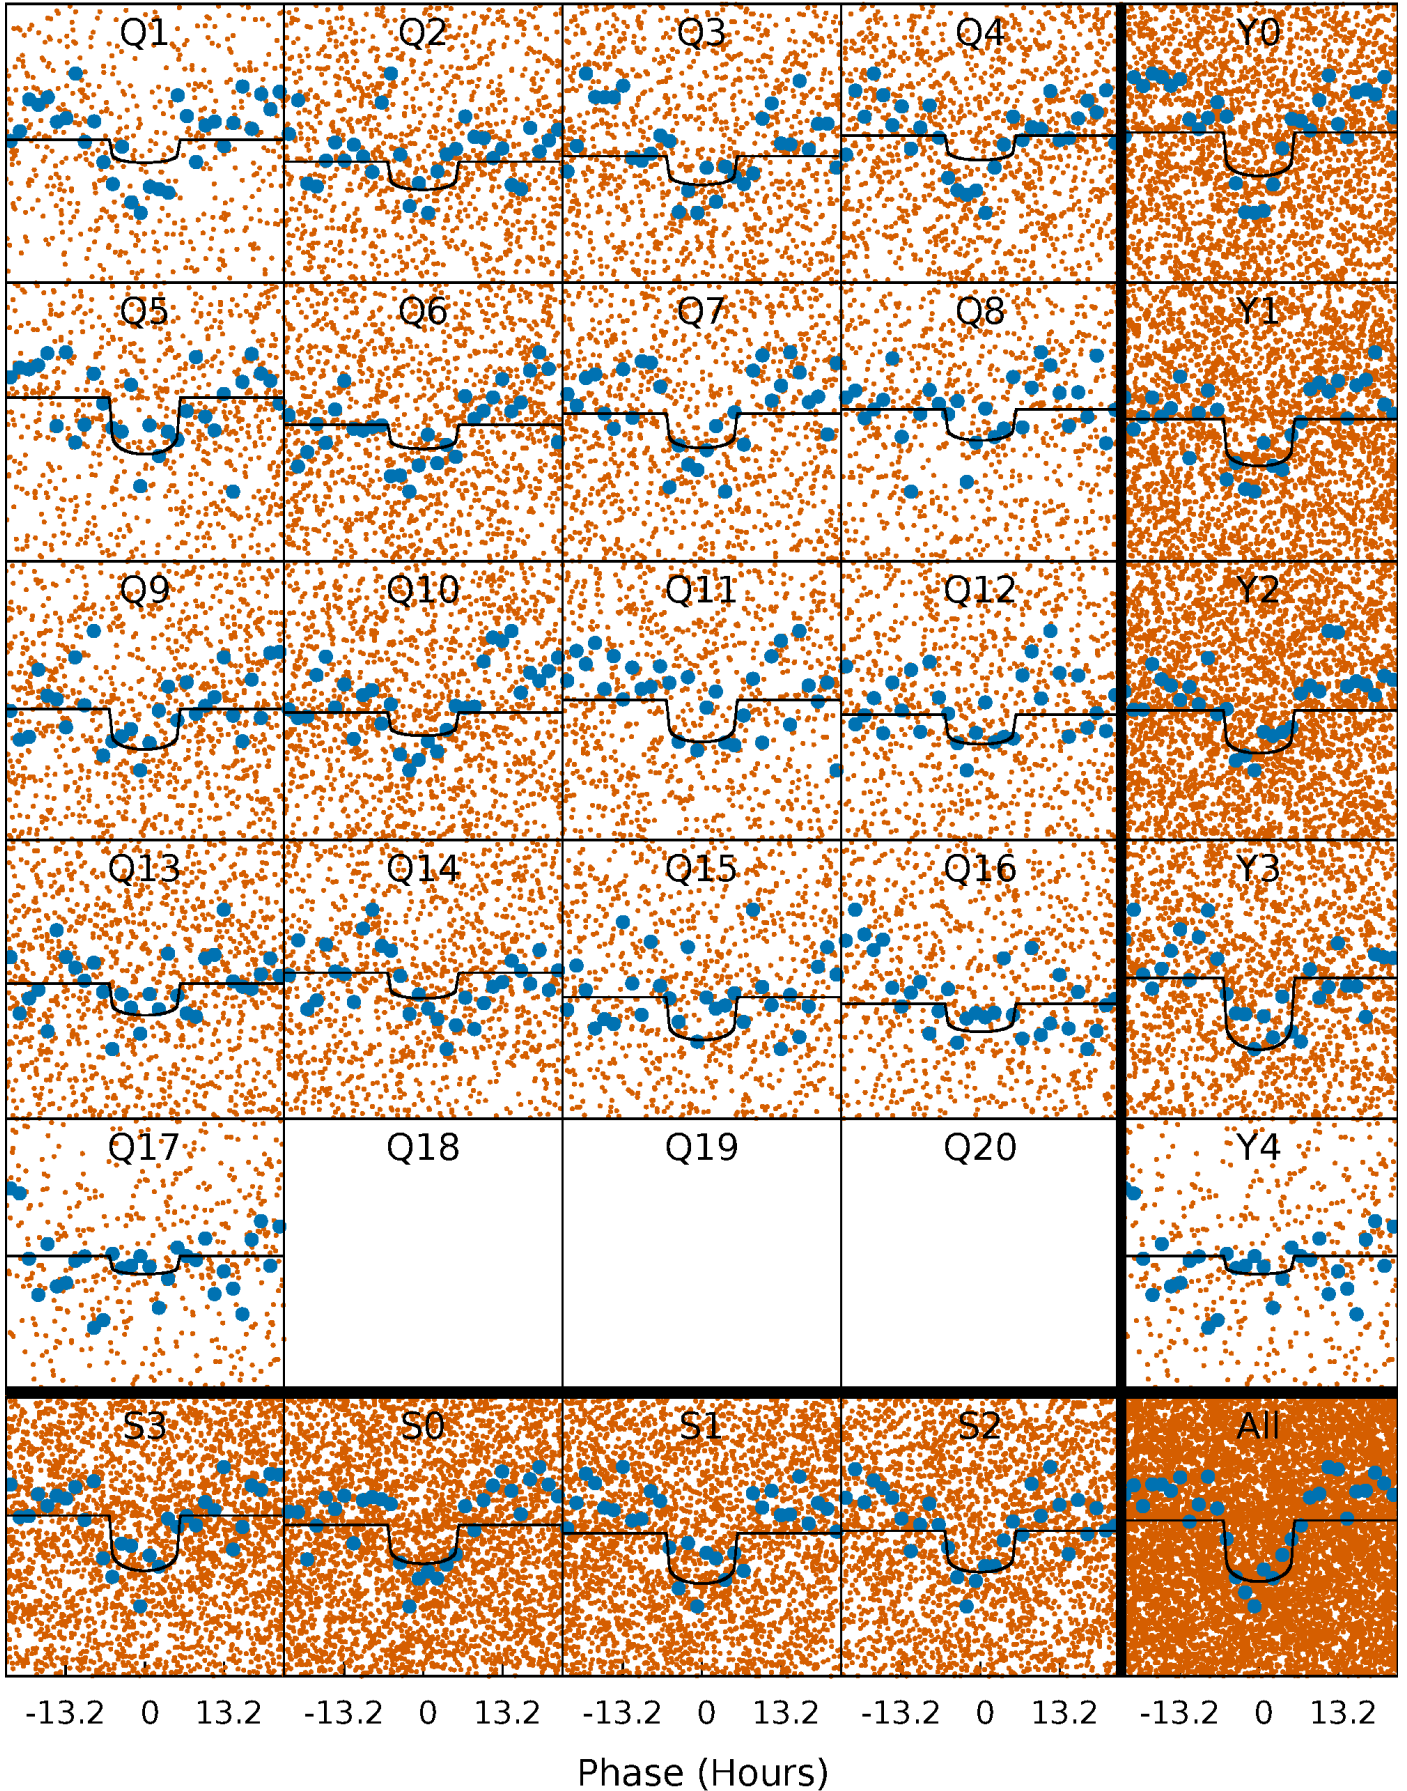 Q1 Q2 Q3 Q4 Y0
Q5 Q6 Q7 Q8 Y1
Q9 Q10 Q11 Q12 Y2
Q13 Q14 Q15 Q16 Y3
Q17 Q18 Q19 Q20 Y4
S3 S0 S1 S2 All
-13.2 0 13.2 -13.2 0 13.2 -13.2 0 13.2 -13.2 0 13.2 -13.2 0 13.2
Phase (Hours)